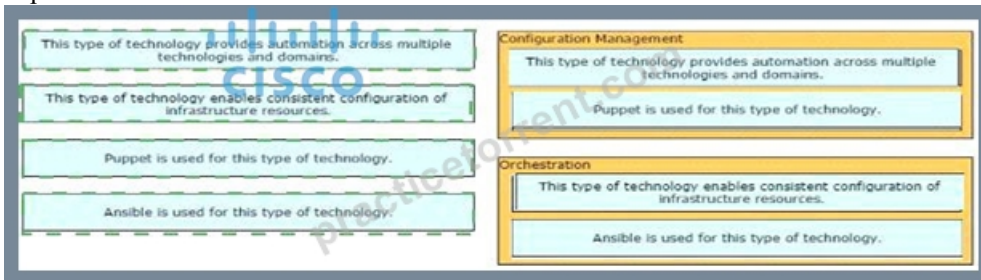 This type of technology provides automation across multiple
technologies and domains.
This type of technology enables consistent configuration of
infrastructure resources.
Puppet is used for this type of technology.
Ansible is used for this type of technology.
Configuration Management
This type of technology provides automation across multiple
technologies and domains.
Puppet is used for this type of technology.
Orchestration
This type of technology enables consistent configuration of
infrastructure resources.
Ansible is used for this type of technology.
CISCO
practicetorrent.com